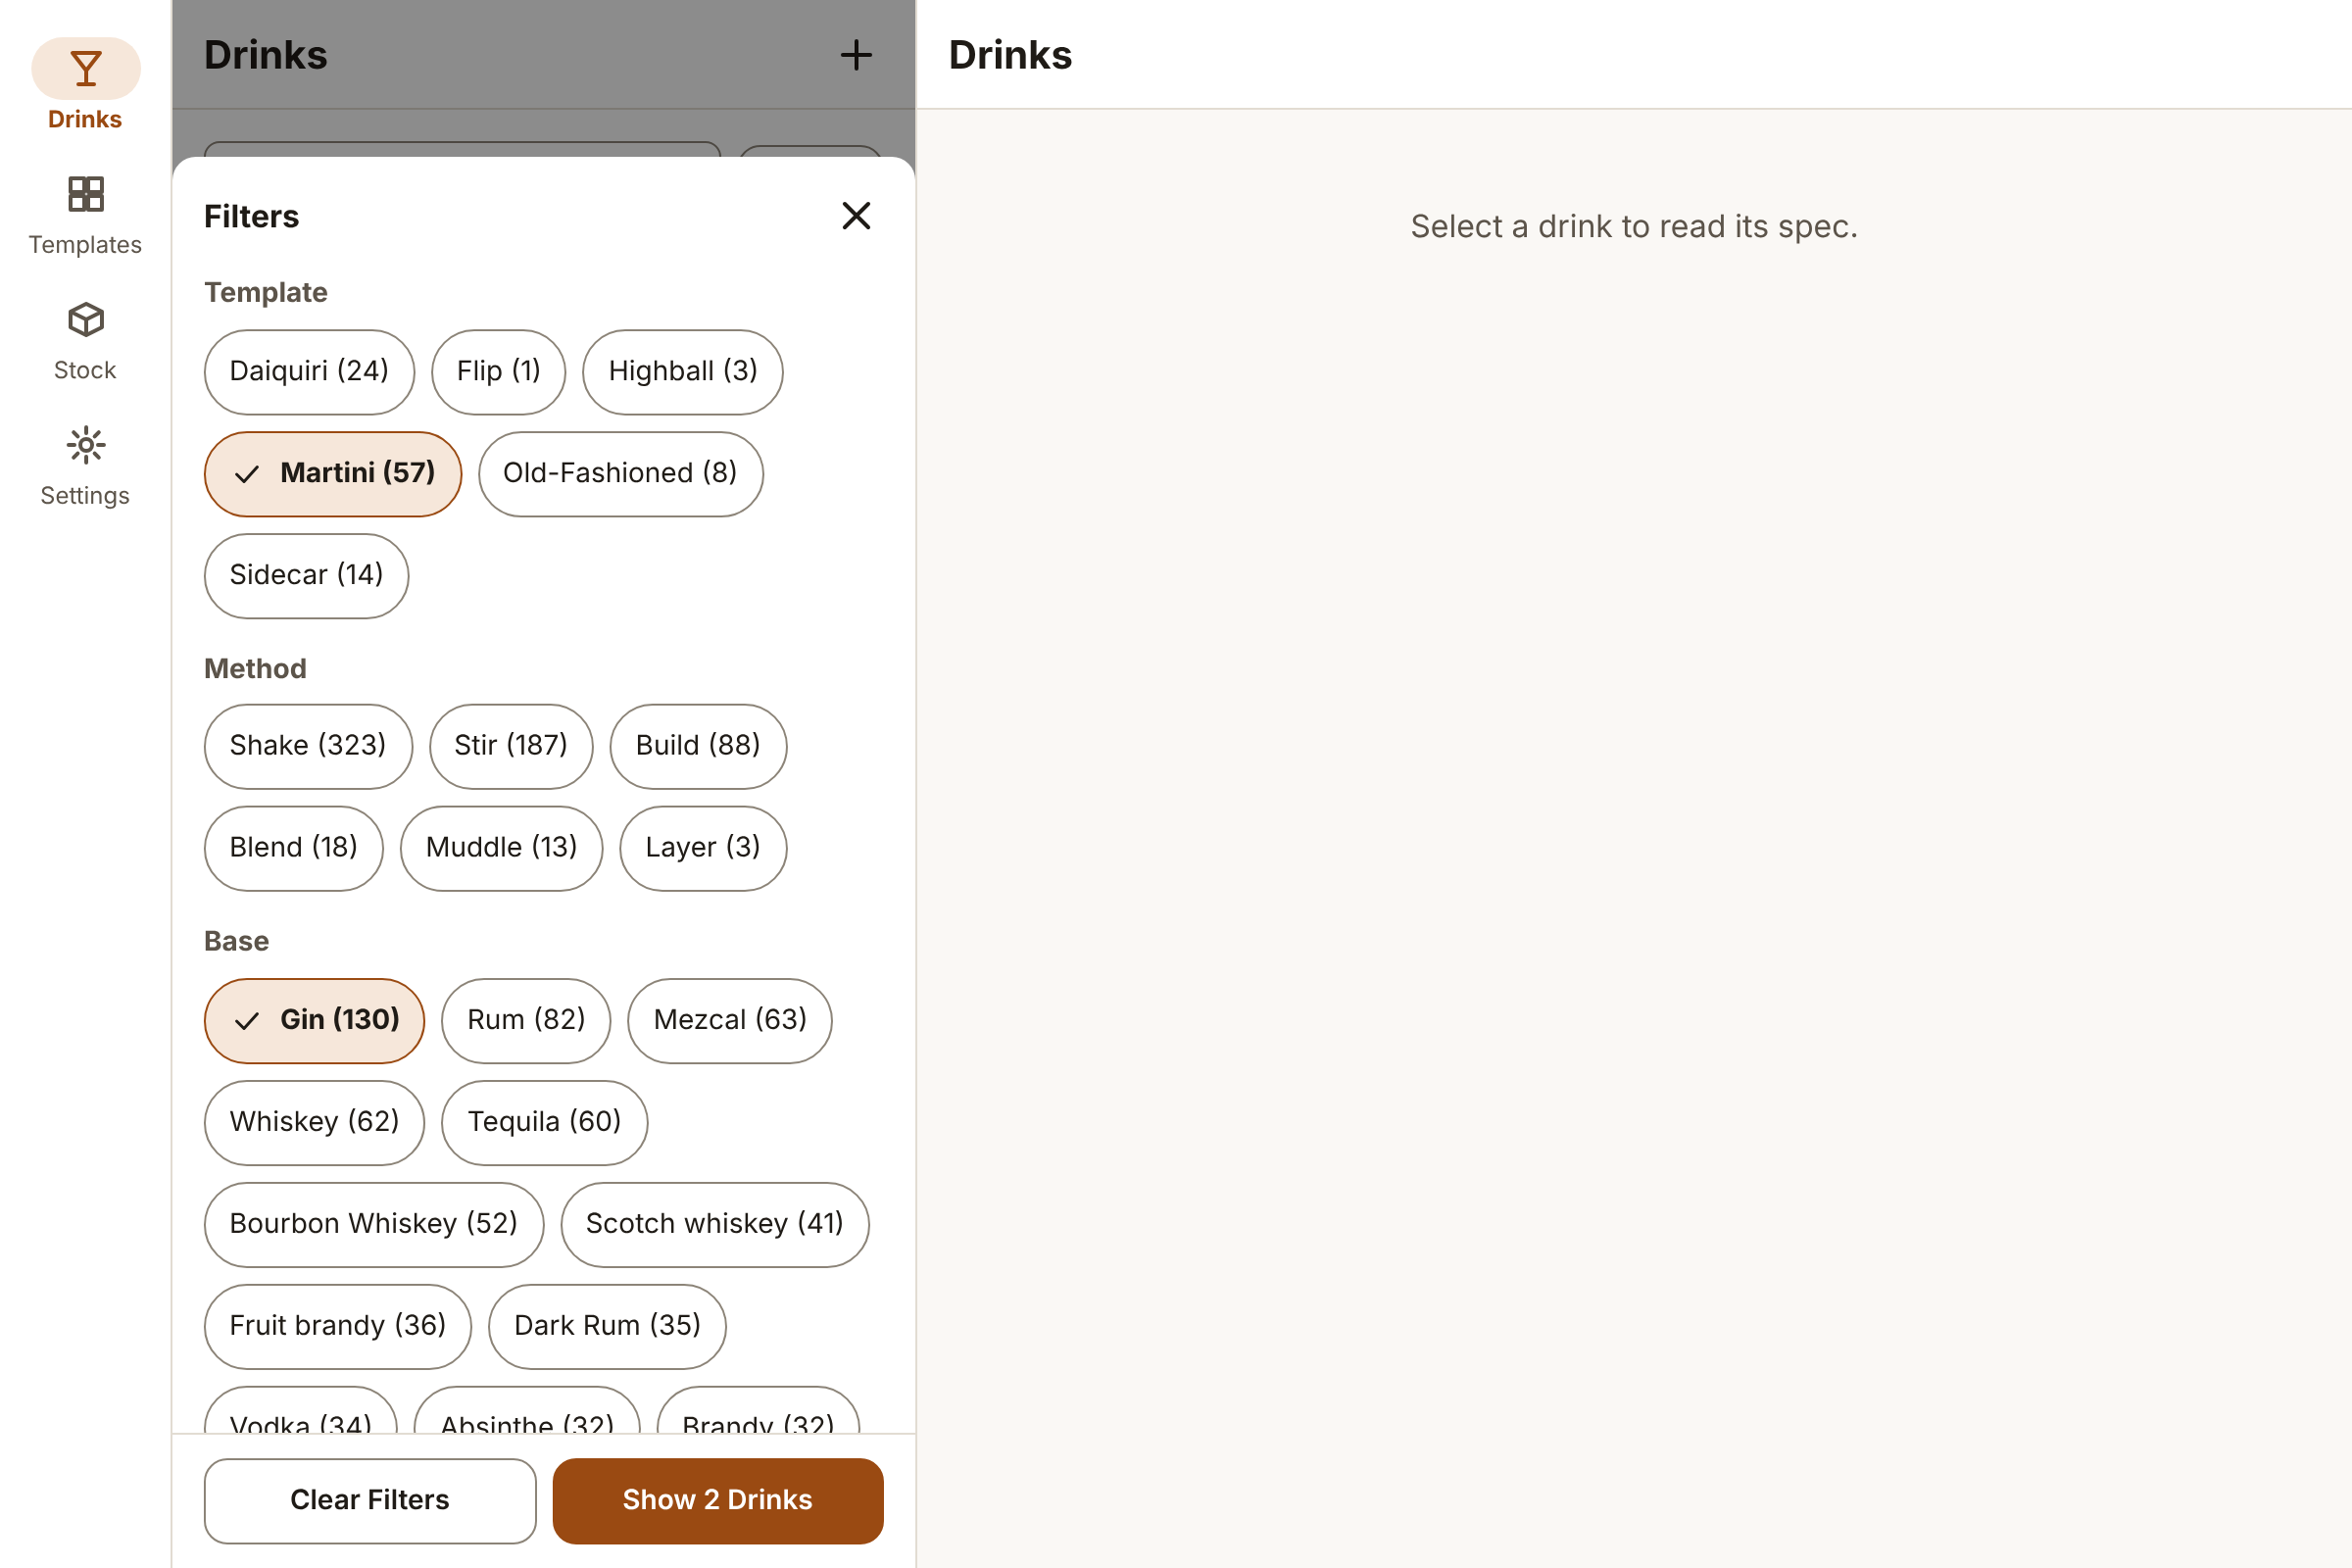 Drinks
Templates
Stock
Settings
Drinks
Filters
Template
Daiquiri (24)
Flip (1)
Highball (3)
Martini (57)
Old-Fashioned (8)
Sidecar (14)
Method
Shake (323)
Stir (187)
Build (88)
Blend (18)
Muddle (13)
Layer (3)
Base
Gin (130)
Rum (82)
Mezcal (63)
Whiskey (62)
Tequila (60)
Bourbon Whiskey (52)
Scotch whiskey (41)
Fruit brandy (36)
Dark Rum (35)
Vodka (34)
Absinthe (32)
Brandy (32)
Clear Filters
Show 2 Drinks
Drinks
Select a drink to read its spec.